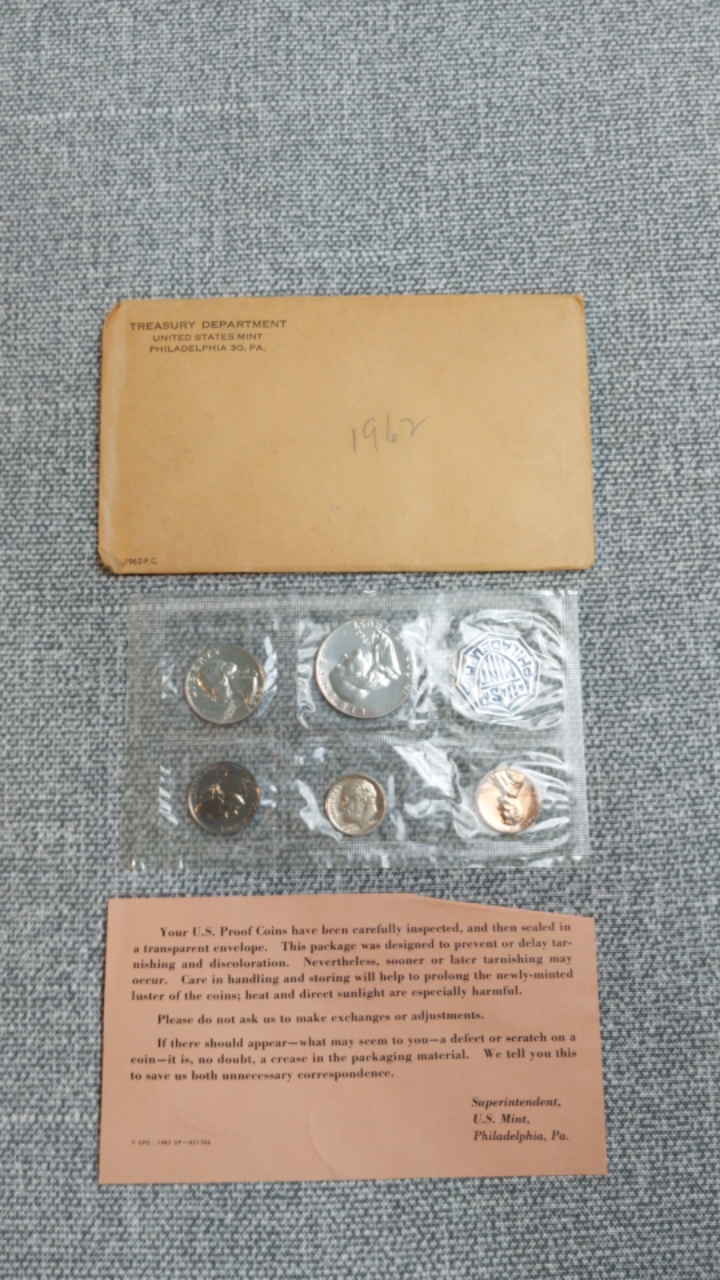 TREASURY DEPARTMENT
UNITED STATES MINT
PHILADELPHIA 30, PA.
1962
1962-P.C.
LIBERTY
PHILADELPHIA
U.S.
MINT
Your U.S. Proof Coins have been carefully inspected, and then sealed in
a transparent envelope. This package was designed to prevent or delay tar-
nishing and discoloration. Nevertheless, sooner or later tarnishing may
occur. Care in handling and storing will help to prolong the newly-minted
luster of the coins; heat and direct sunlight are especially harmful.
Please do not ask us to make exchanges or adjustments.
If there should appear—what may seem to you—a defect or scratch on a
coin—it is, no doubt, a crease in the packaging material. We tell you this
to save us both unnecessary correspondence.
Superintendent,
U.S. Mint,
Philadelphia, Pa.